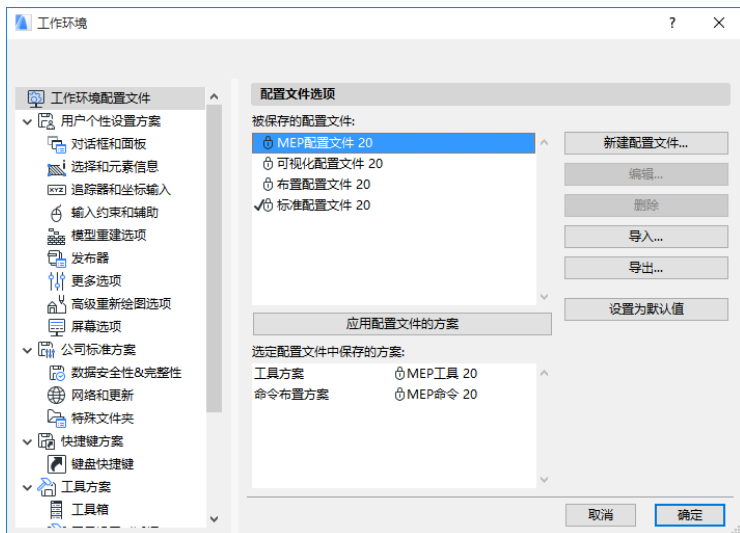 工作环境
?
工作环境配置文件
用户个性设置方案
对话框和面板
选择和元素信息
XYZ 追踪器和坐标输入
输入约束和辅助
模型重建选项
发布器
更多选项
高级重新绘图选项
屏幕选项
公司标准方案
数据安全性&完整性
网络和更新
特殊文件夹
快捷键方案
键盘快捷键
工具方案
工具箱
配置文件选项
被保存的配置文件:
MEP配置文件 20
可视化配置文件 20
布置配置文件 20
标准配置文件 20
新建配置文件...
编辑...
删除
导入...
导出...
设置为默认值
应用配置文件的方案
选定配置文件中保存的方案:
工具方案 MEP工具 20
命令布置方案 MEP命令 20
取消
确定